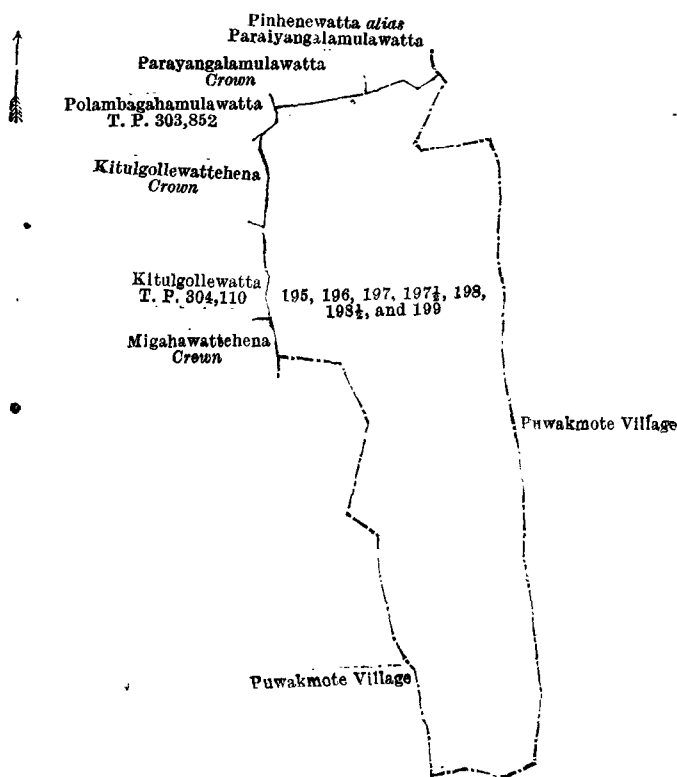 Pinhenewatta alias
Paraiyangalamulawatta
Parayangalamulawatta
Crown
Polambagahamulawatta
T. P. 303,852
Kitulgollewattehena
Crown
Kitulgollewatta
T. P. 304,110
195, 196, 197, 197½, 198,
198½, and 199
Migahawattehena
Crown
Puwakmote Village
Puwakmote Village